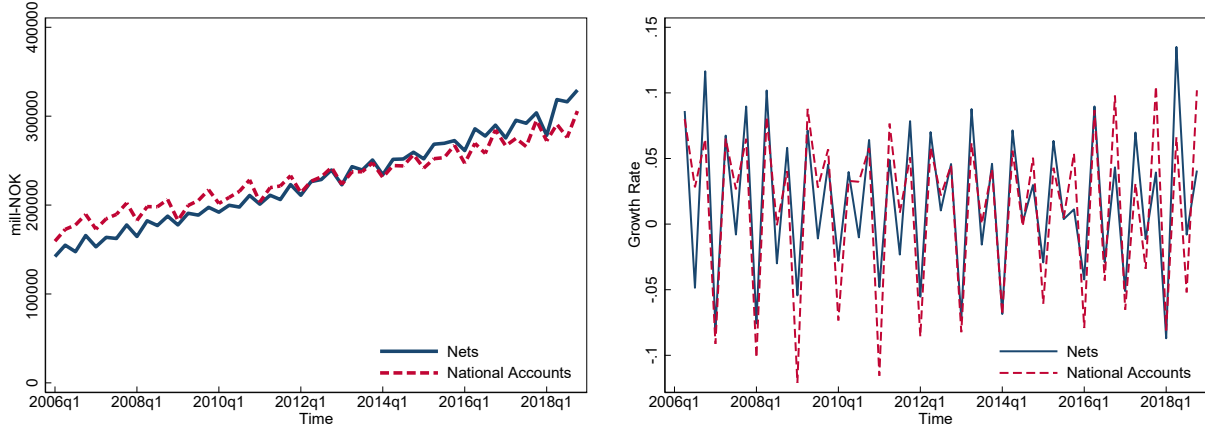 mill-NOK
400000
300000
200000
100000
0
2006q1 2008q1 2010q1 2012q1 2014q1 2016q1 2018q1
Time
Nets
National Accounts
Growth Rate
.15
.1
.05
0
-.05
-.1
2006q1 2008q1 2010q1 2012q1 2014q1 2016q1 2018q1
Time
Nets
National Accounts